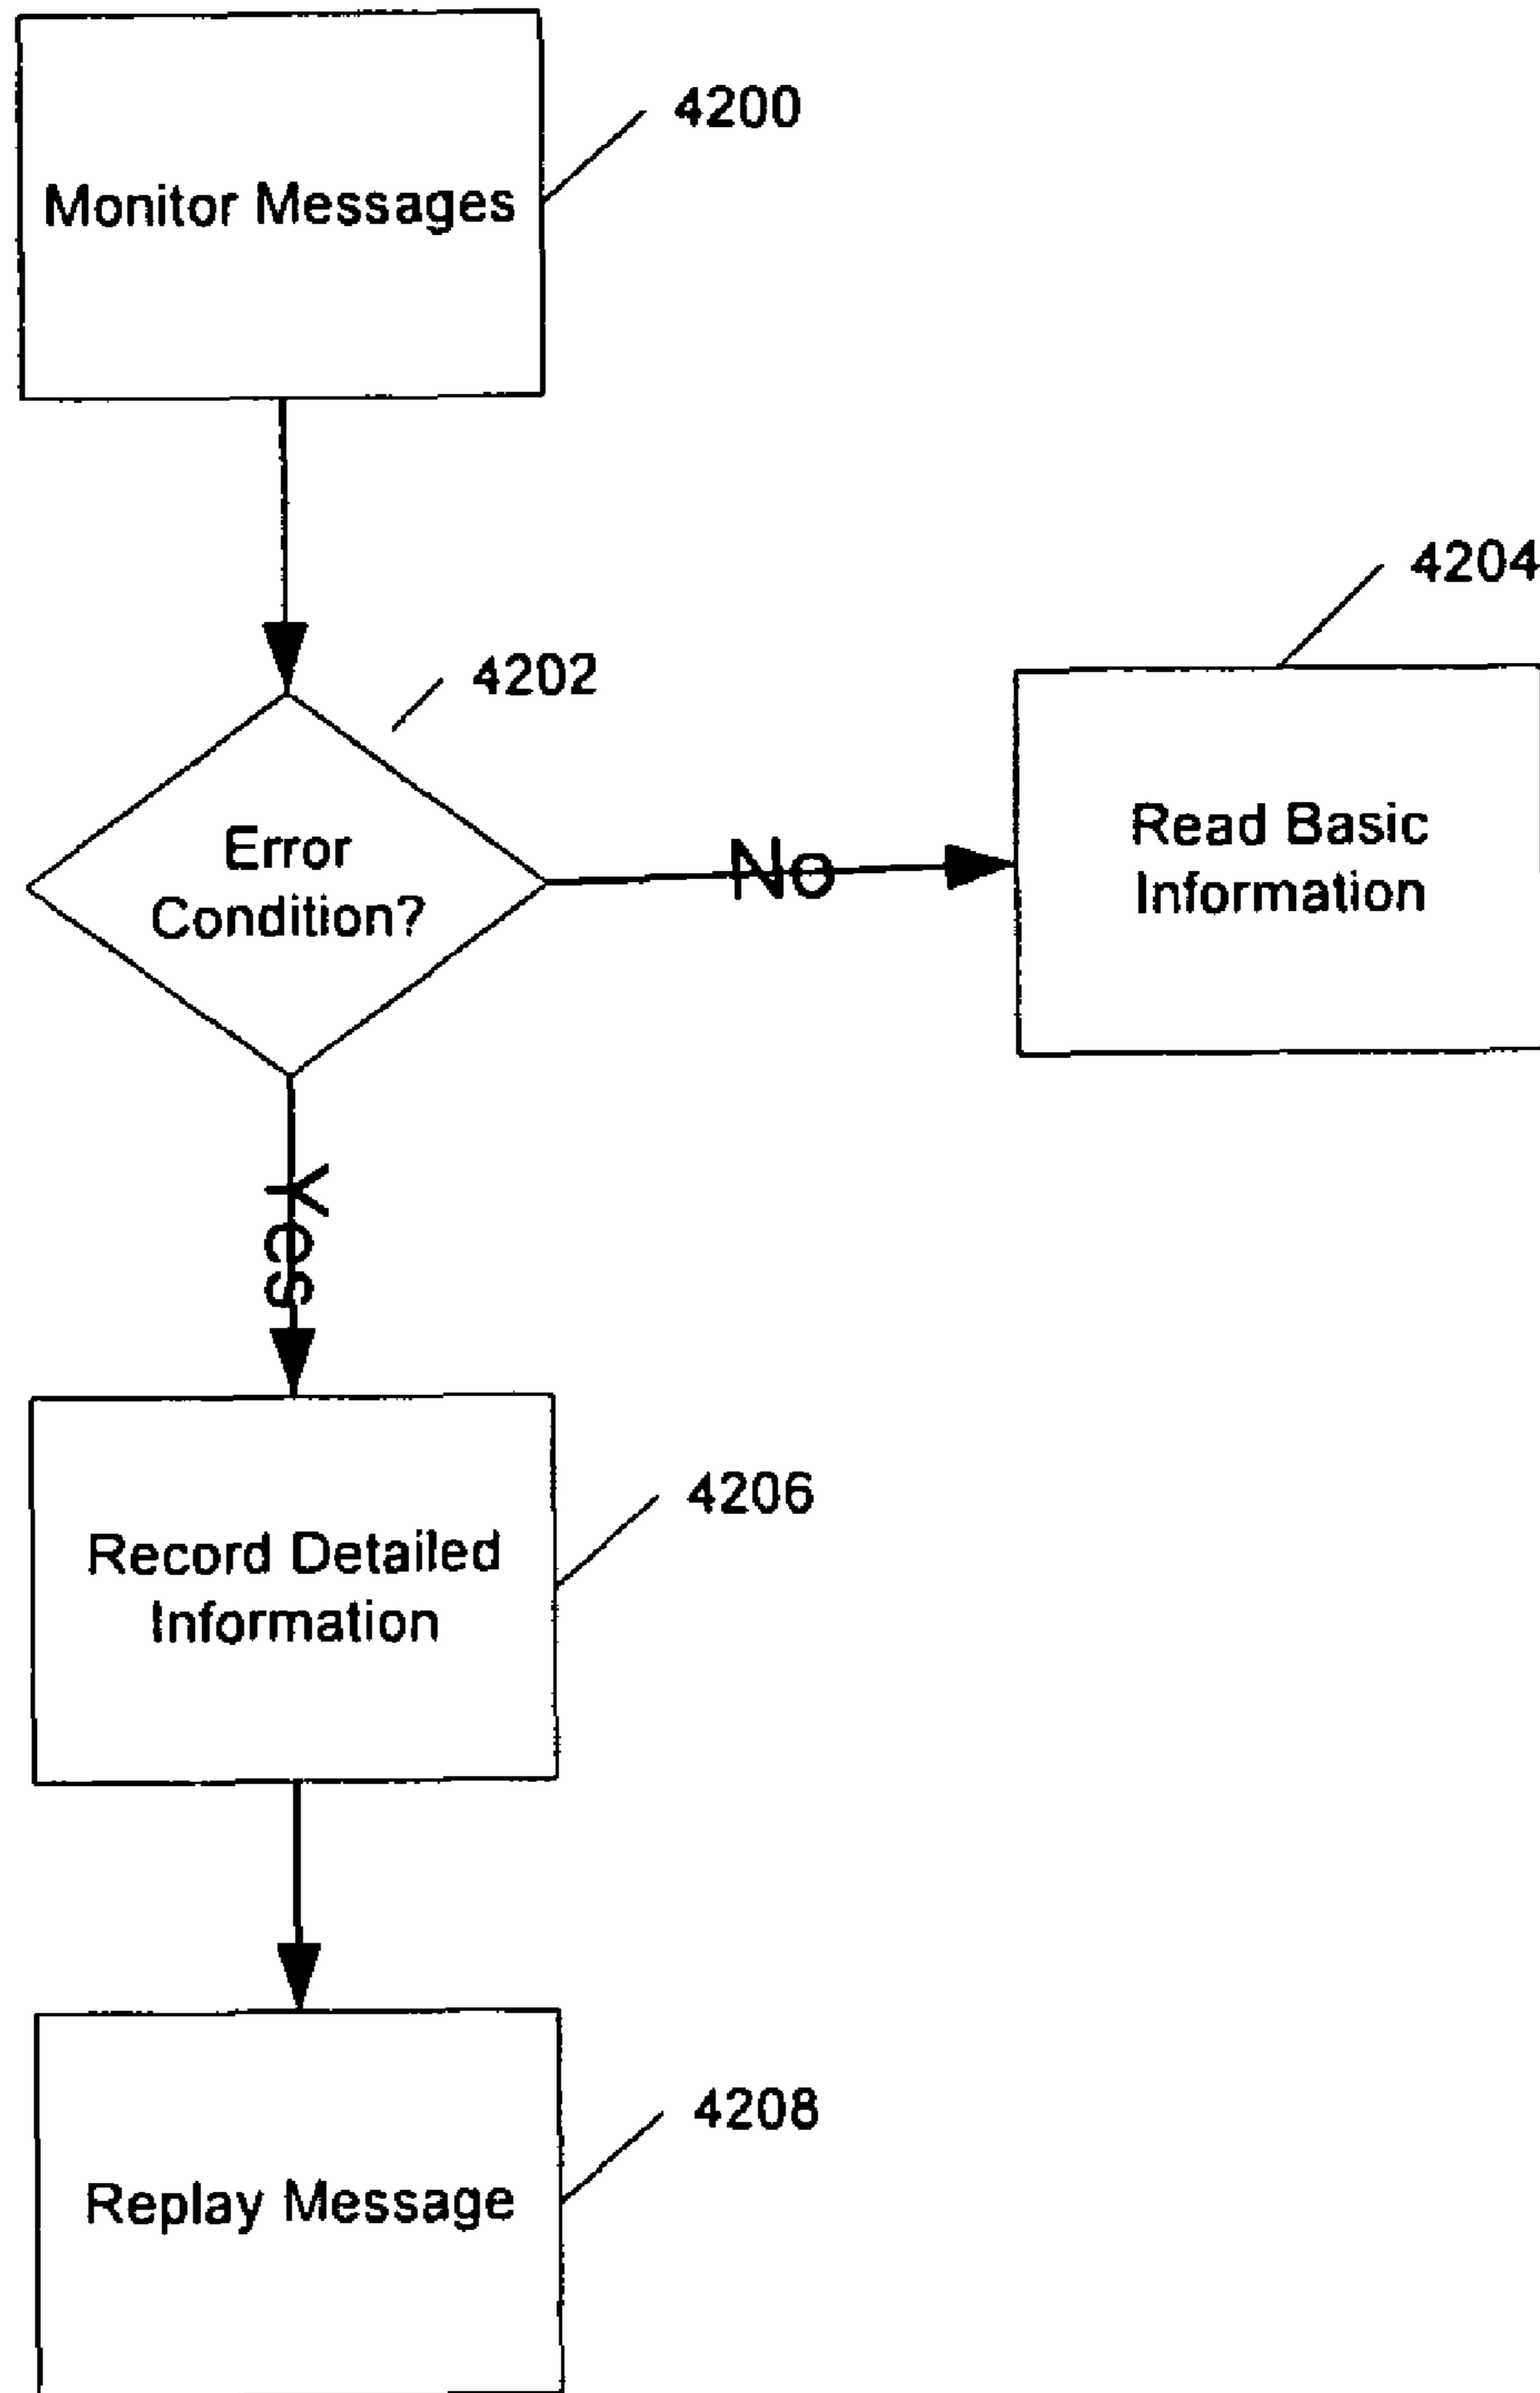 4200
Monitor Messages
4204
4202
Error
Condition?
No
Read Basic
Information
Yes
4206
Record Detailed
Information
4208
Replay Message